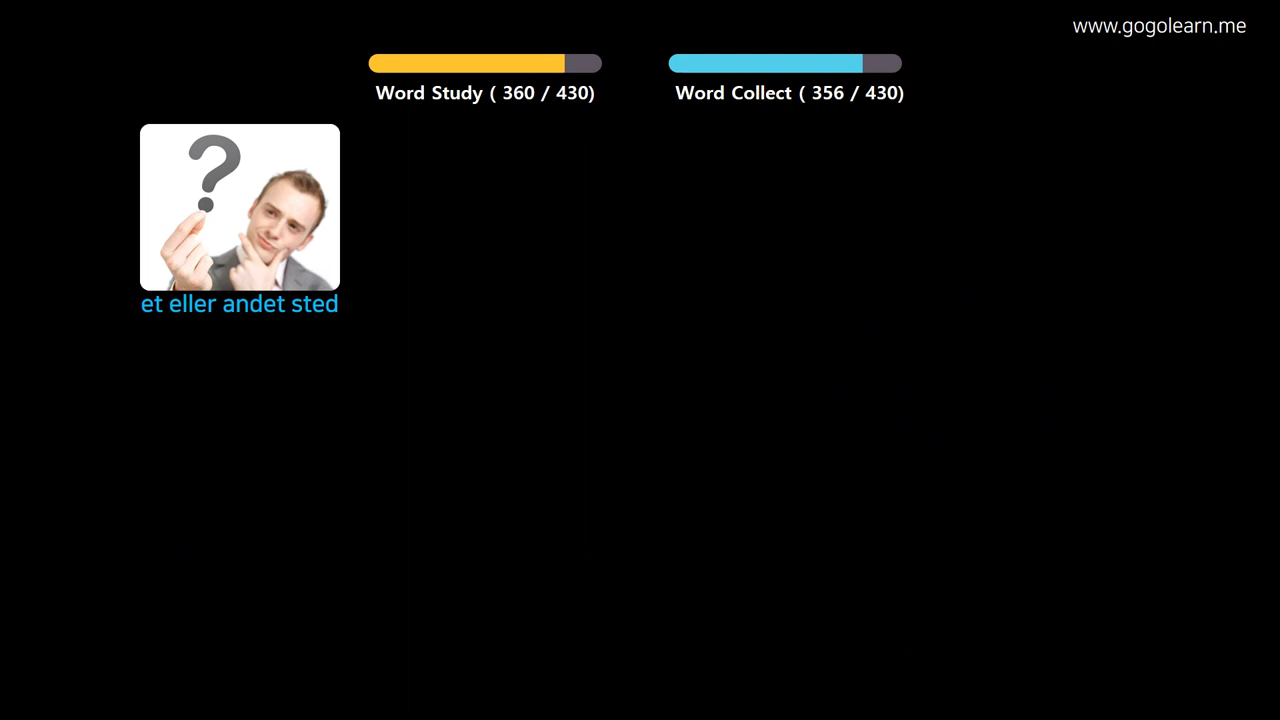 www.gogolearn.me
Word Study ( 360 / 430)
Word Collect ( 356 / 430)
?
et eller andet sted